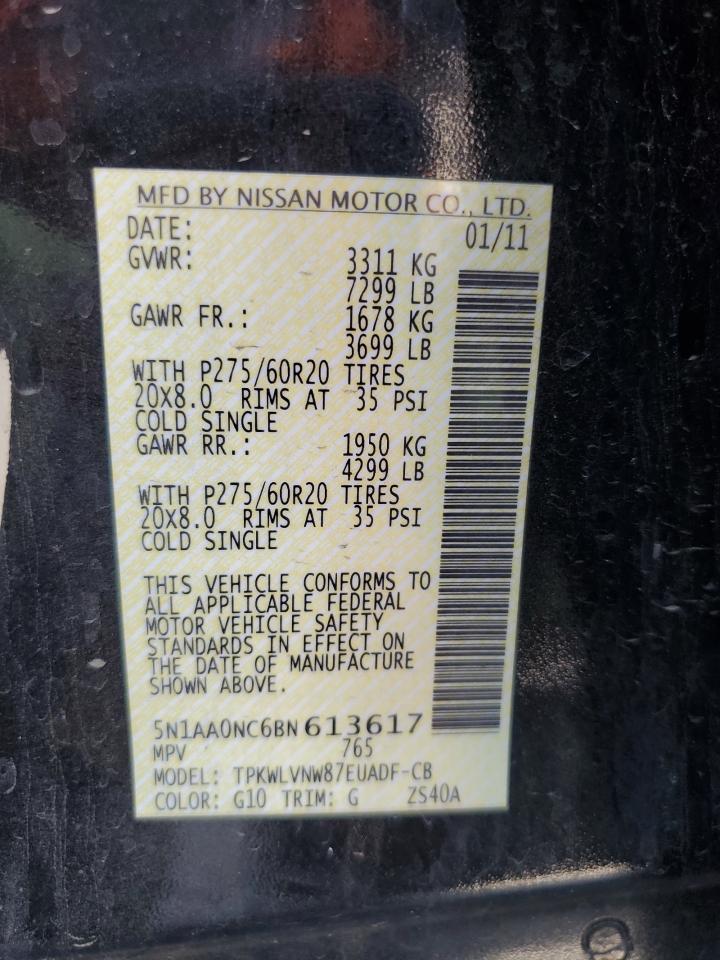 MFD BY NISSAN MOTOR CO., LTD.
DATE: 01/11
GVWR: 3311 KG
7299 LB
GAWR FR.: 1678 KG
3699 LB
WITH P275/60R20 TIRES
20X8.0 RIMS AT 35 PSI
COLD SINGLE
GAWR RR.: 1950 KG
4299 LB
WITH P275/60R20 TIRES
20X8.0 RIMS AT 35 PSI
COLD SINGLE
THIS VEHICLE CONFORMS TO
ALL APPLICABLE FEDERAL
MOTOR VEHICLE SAFETY
STANDARDS IN EFFECT ON
THE DATE OF MANUFACTURE
SHOWN ABOVE.
5N1AA0NC6BN613617
MPV 765
MODEL: TPKWLVNW87EUADF-CB
COLOR: G10 TRIM: G ZS40A